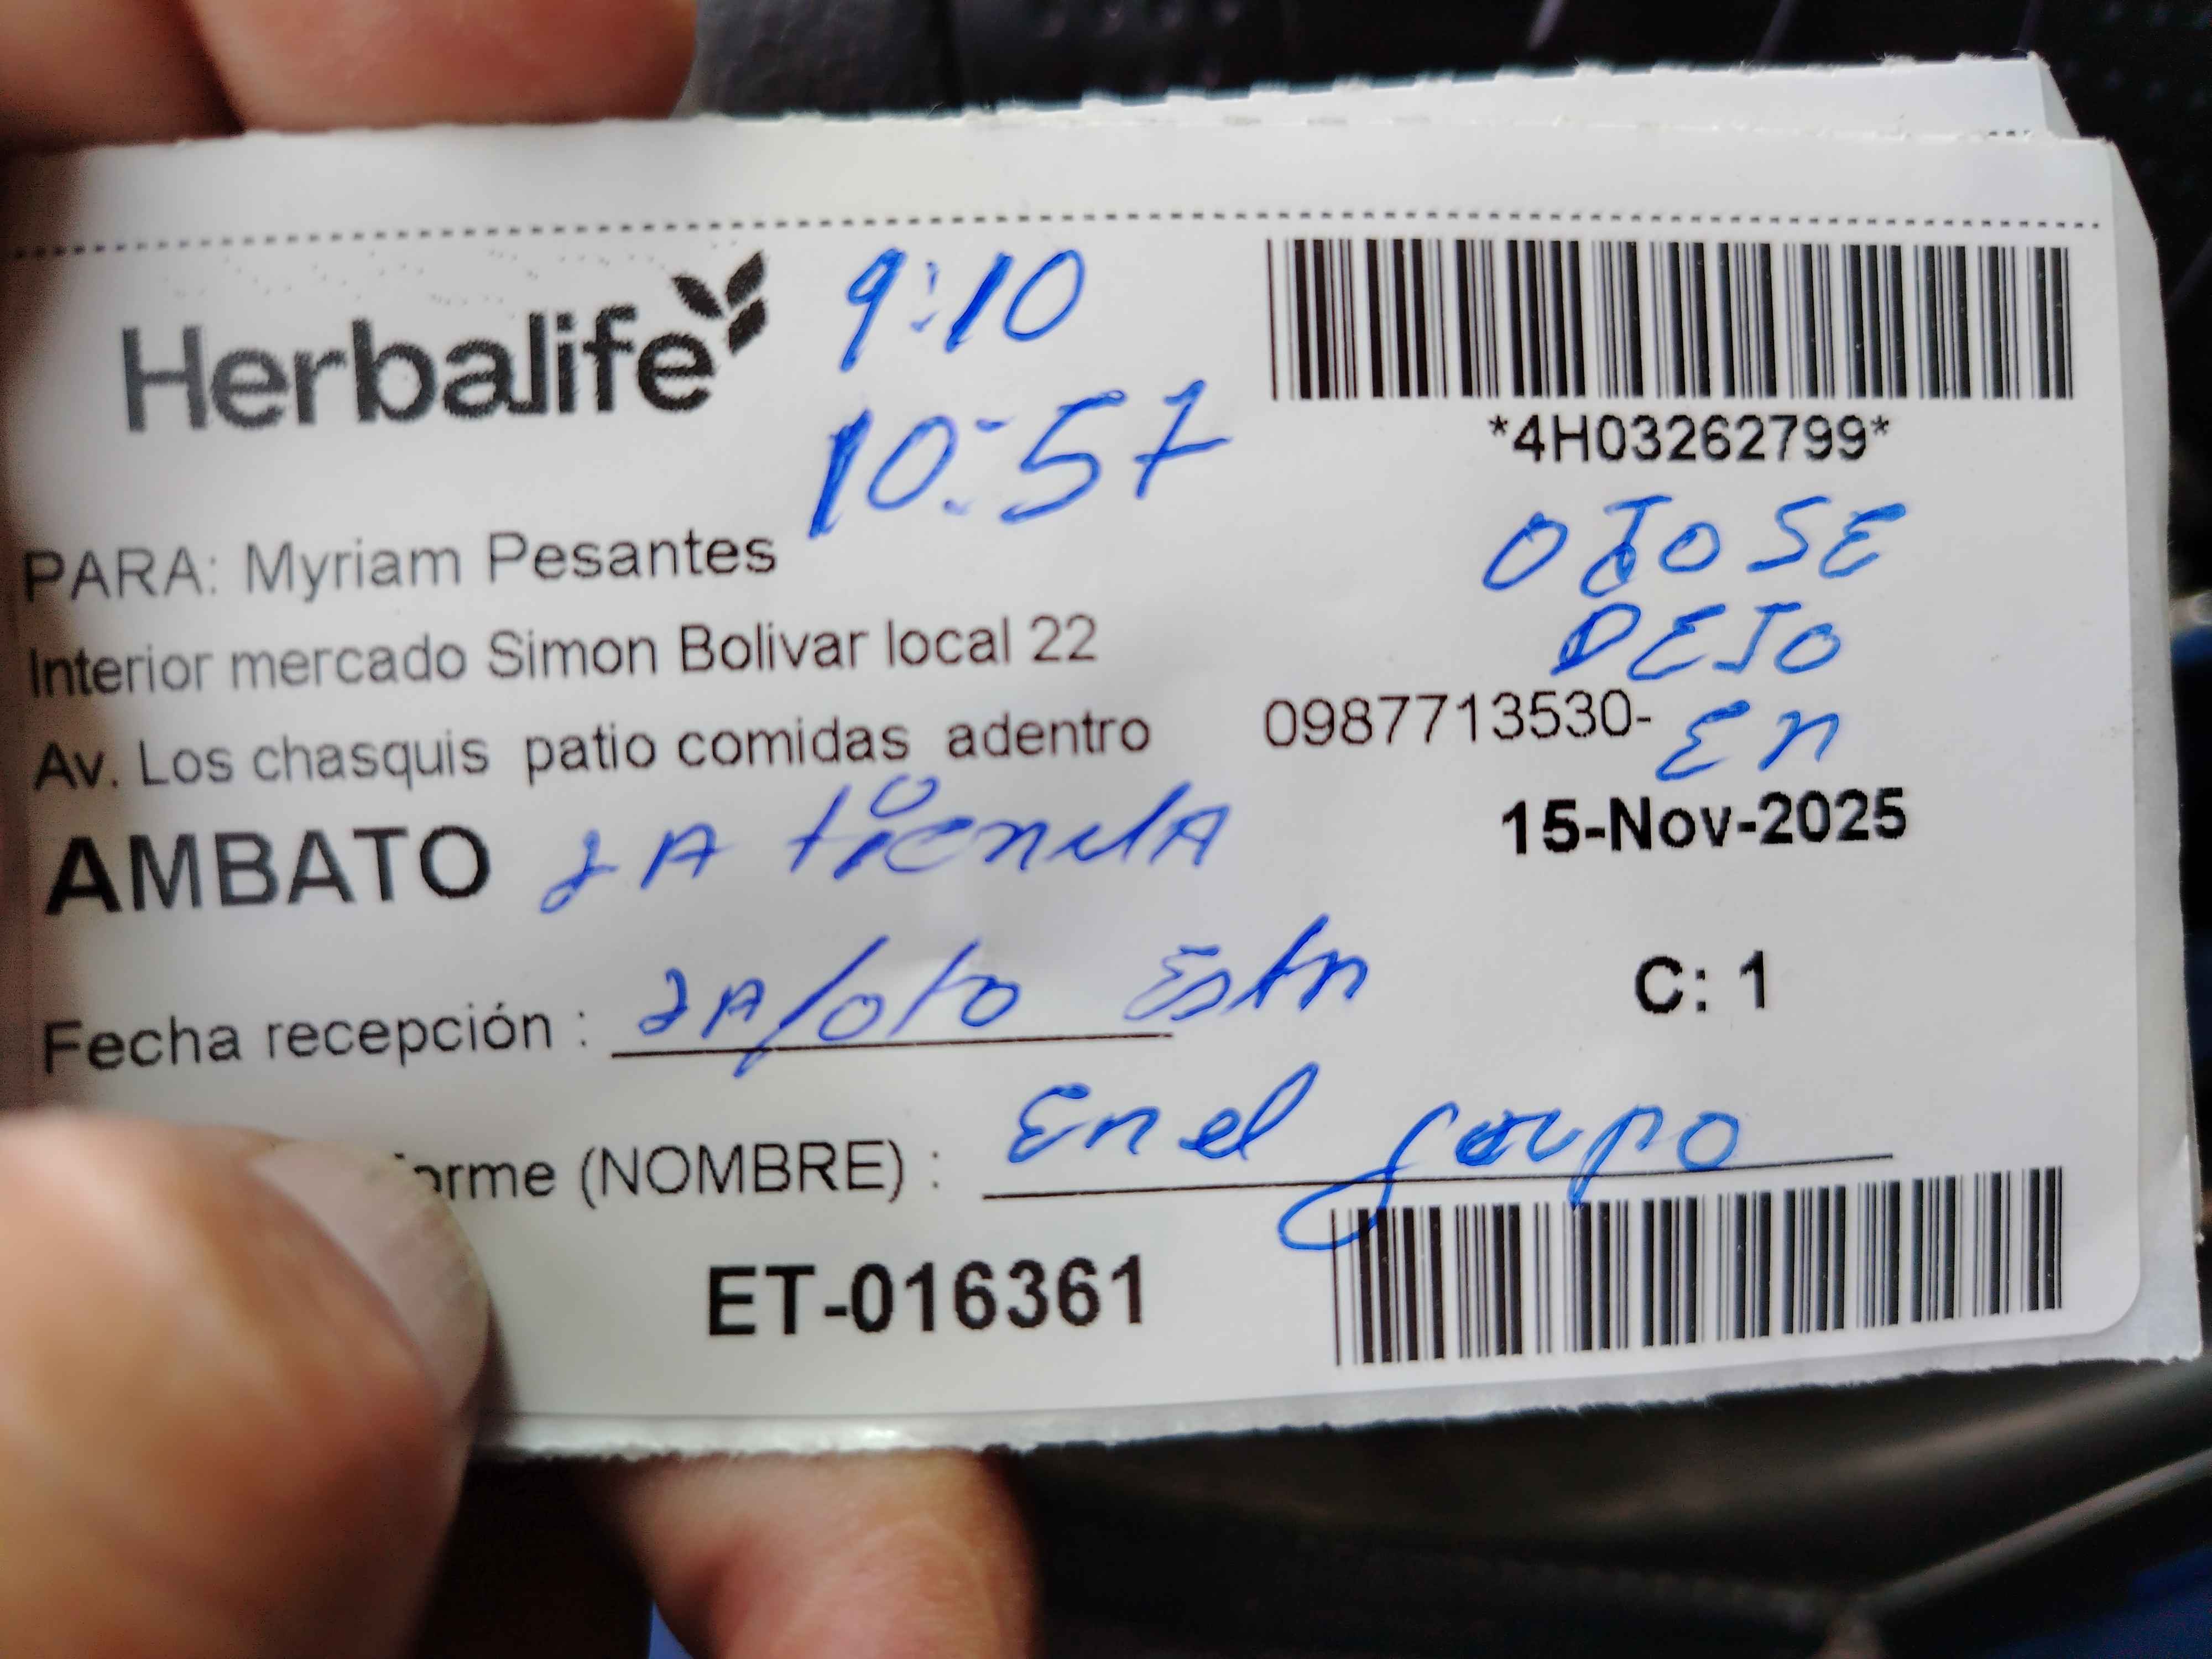 Herbalife
9:10
10:57
*4H03262799*
OJO SE
DEJO
EN
PARA: Myriam Pesantes
Interior mercado Simon Bolivar local 22
Av. Los chasquis patio comidas adentro 0987713530-
AMBATO LA tienda 15-Nov-2025
Fecha recepción : LA foto Esta C: 1
orme (NOMBRE) : En el grupo
ET-016361